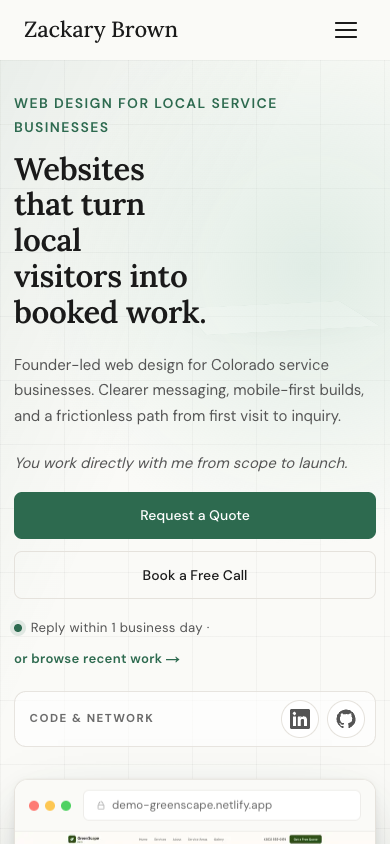 Zackary Brown
WEB DESIGN FOR LOCAL SERVICE
BUSINESSES
Websites
that turn
local
visitors into
booked work.
Founder-led web design for Colorado service
businesses. Clearer messaging, mobile-first builds,
and a frictionless path from first visit to inquiry.
You work directly with me from scope to launch.
Request a Quote
Book a Free Call
Reply within 1 business day ·
or browse recent work →
CODE & NETWORK
demo-greenscape.netlify.app
GreenScape